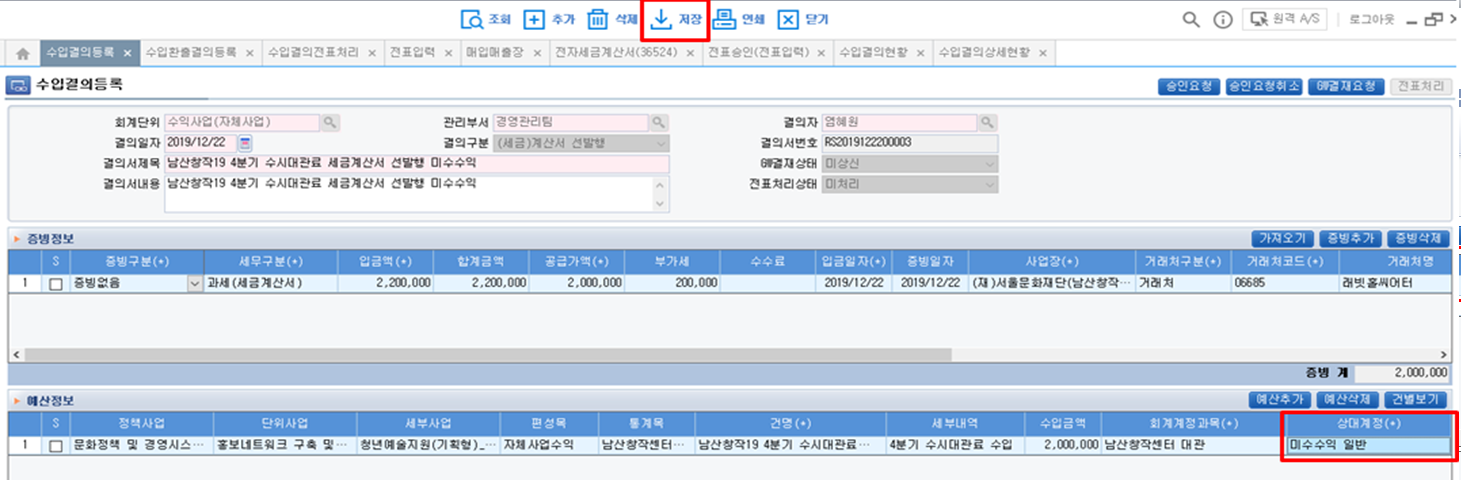 조회 추가 삭제 저장 인쇄 닫기 원격 A/S 로그아웃
수입결의등록 × 수입환출결의등록 × 수입결의전표처리 × 전표입력 × 매입매출장 × 전자세금계산서(36524) × 전표승인(전표입력) × 수입결의현황 × 수입결의상세현황 ×
수입결의등록 승인요청 승인요청취소 GW결재요청 전표처리
회계단위 수익사업(자체사업) 관리부서 경영관리팀 결의자 염혜원
결의일자 2019/12/22 결의구분 (세금)계산서 선발행 결의서번호 RS2019122200003
결의서제목 남산창작19 4분기 수시대관료 세금계산서 선발행 미수수익 GW결재상태 미상신
결의서내용 남산창작19 4분기 수시대관료 세금계산서 선발행 미수수익 전표처리상태 미처리
증빙정보 가져오기 증빙추가 증빙삭제
S 증빙구분(*) 세무구분(*) 입금액(*) 합계금액 공급가액(*) 부가세 수수료 입금일자(*) 증빙일자 사업장(*) 거래처구분(*) 거래처코드(*) 거래처명
1 증빙없음 과세(세금계산서) 2,200,000 2,200,000 2,000,000 200,000 2019/12/22 2019/12/22 (재)서울문화재단(남산창작… 거래처 06685 래빗홀씨어터
증빙 계 2,000,000
예산정보 예산추가 예산삭제 건별보기
S 정책사업 단위사업 세부사업 편성목 통계목 건명(*) 세부내역 수입금액 회계계정과목(*) 상대계정(*)
1 문화정책 및 경영시스… 홍보네트워크 구축 및… 청년예술지원(기획형)_… 자체사업수익 남산창작센터… 남산창작19 4분기 수시대관료… 4분기 수시대관료 수입 2,000,000 남산창작센터 대관 미수수익 일반